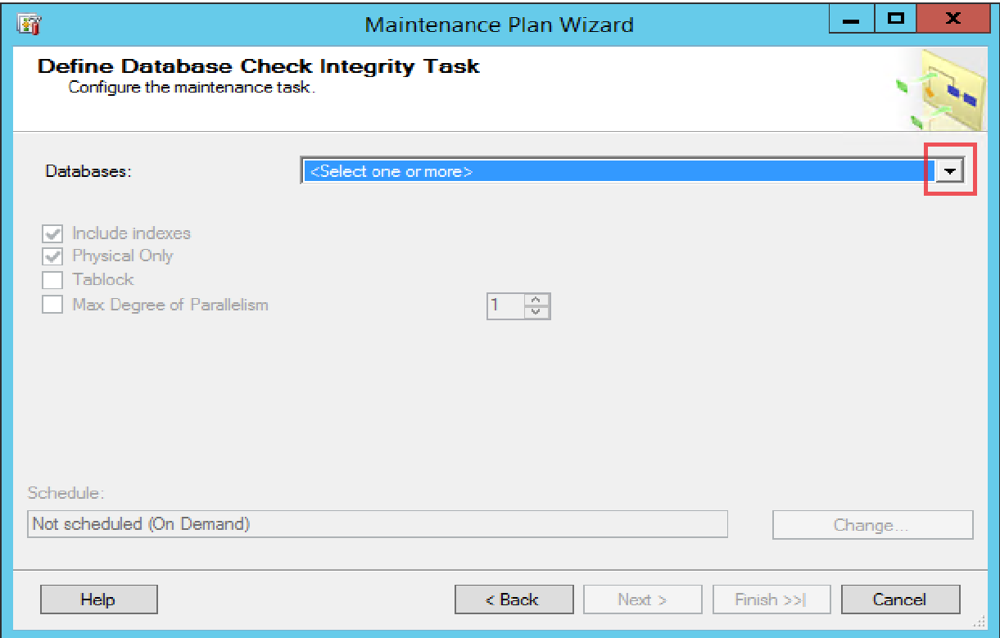 Maintenance Plan Wizard
Define Database Check Integrity Task
Configure the maintenance task.
Databases: <Select one or more>
Include indexes
Physical Only
Tablock
Max Degree of Parallelism 1
Schedule:
Not scheduled (On Demand) Change...
Help < Back Next > Finish >>| Cancel